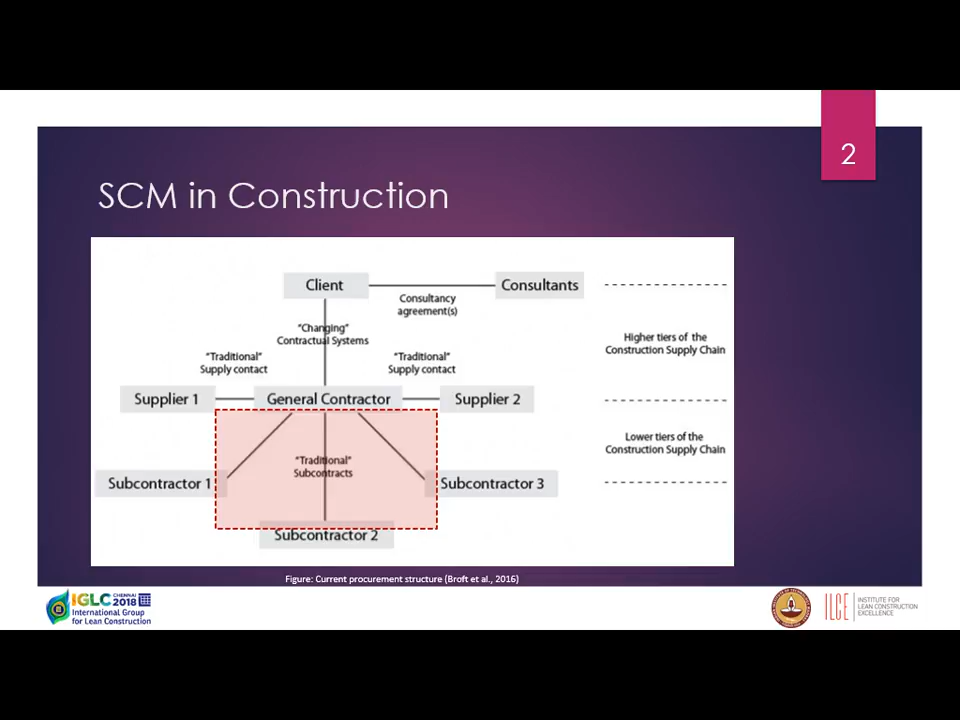 2
SCM in Construction
Client
Consultants
Consultancy
agreement(s)
"Changing"
Contractual Systems
Higher tiers of the
Construction Supply Chain
"Traditional"
Supply contact
"Traditional"
Supply contact
Supplier 1
General Contractor
Supplier 2
Lower tiers of the
Construction Supply Chain
"Traditional"
Subcontracts
Subcontractor 1
Subcontractor 3
Subcontractor 2
Figure: Current procurement structure (Broft et al., 2016)
IGLC CHENNAI
2018
International Group
for Lean Construction
ILCE
INSTITUTE FOR
LEAN CONSTRUCTION
EXCELLENCE